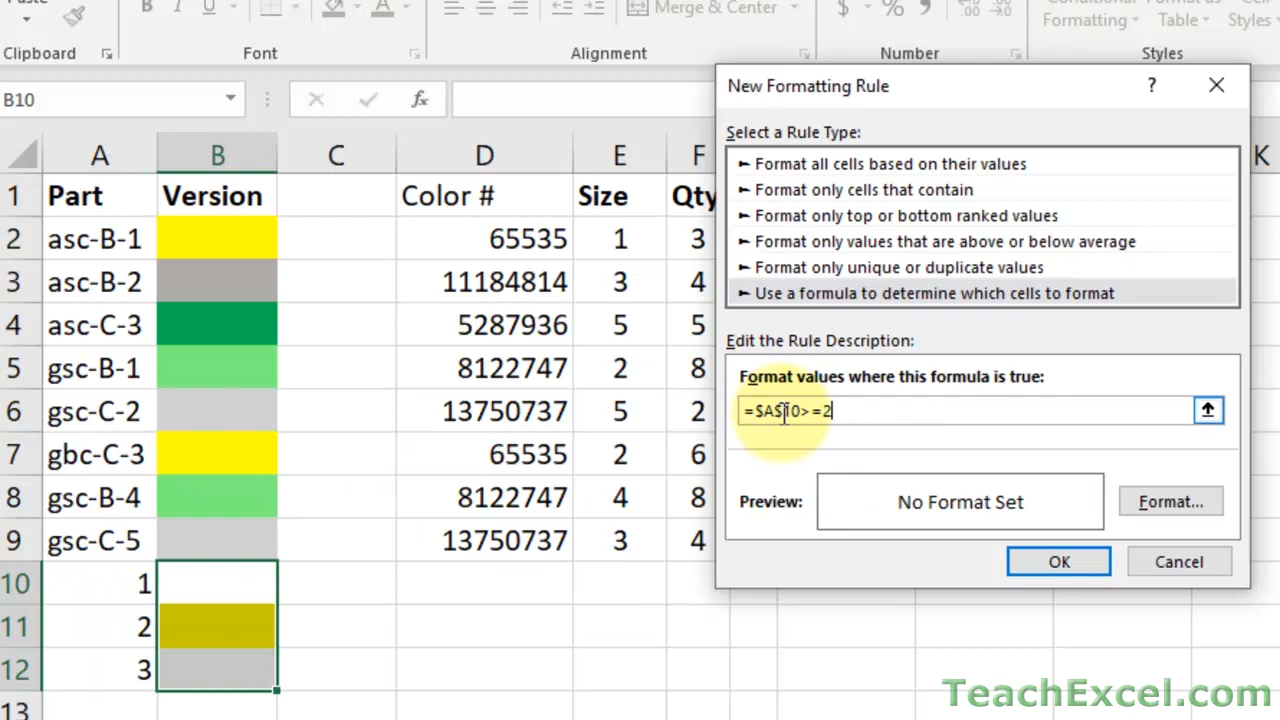 B I U
Merge & Center
$ % 9
Formatting Table Styles
Clipboard Font Alignment Number Styles
B10 fx
New Formatting Rule ?
Select a Rule Type:
► Format all cells based on their values
► Format only cells that contain
► Format only top or bottom ranked values
► Format only values that are above or below average
► Format only unique or duplicate values
► Use a formula to determine which cells to format
Edit the Rule Description:
Format values where this formula is true:
=$A$10>=2
Preview: No Format Set Format...
OK Cancel
A B C D E F K
1 Part Version Color # Size Qty
2 asc-B-1 65535 1 3
3 asc-B-2 11184814 3 4
4 asc-C-3 5287936 5 5
5 gsc-B-1 8122747 2 8
6 gsc-C-2 13750737 5 2
7 gbc-C-3 65535 2 6
8 gsc-B-4 8122747 4 8
9 gsc-C-5 13750737 3 4
10 1
11 2
12 3
13
TeachExcel.com